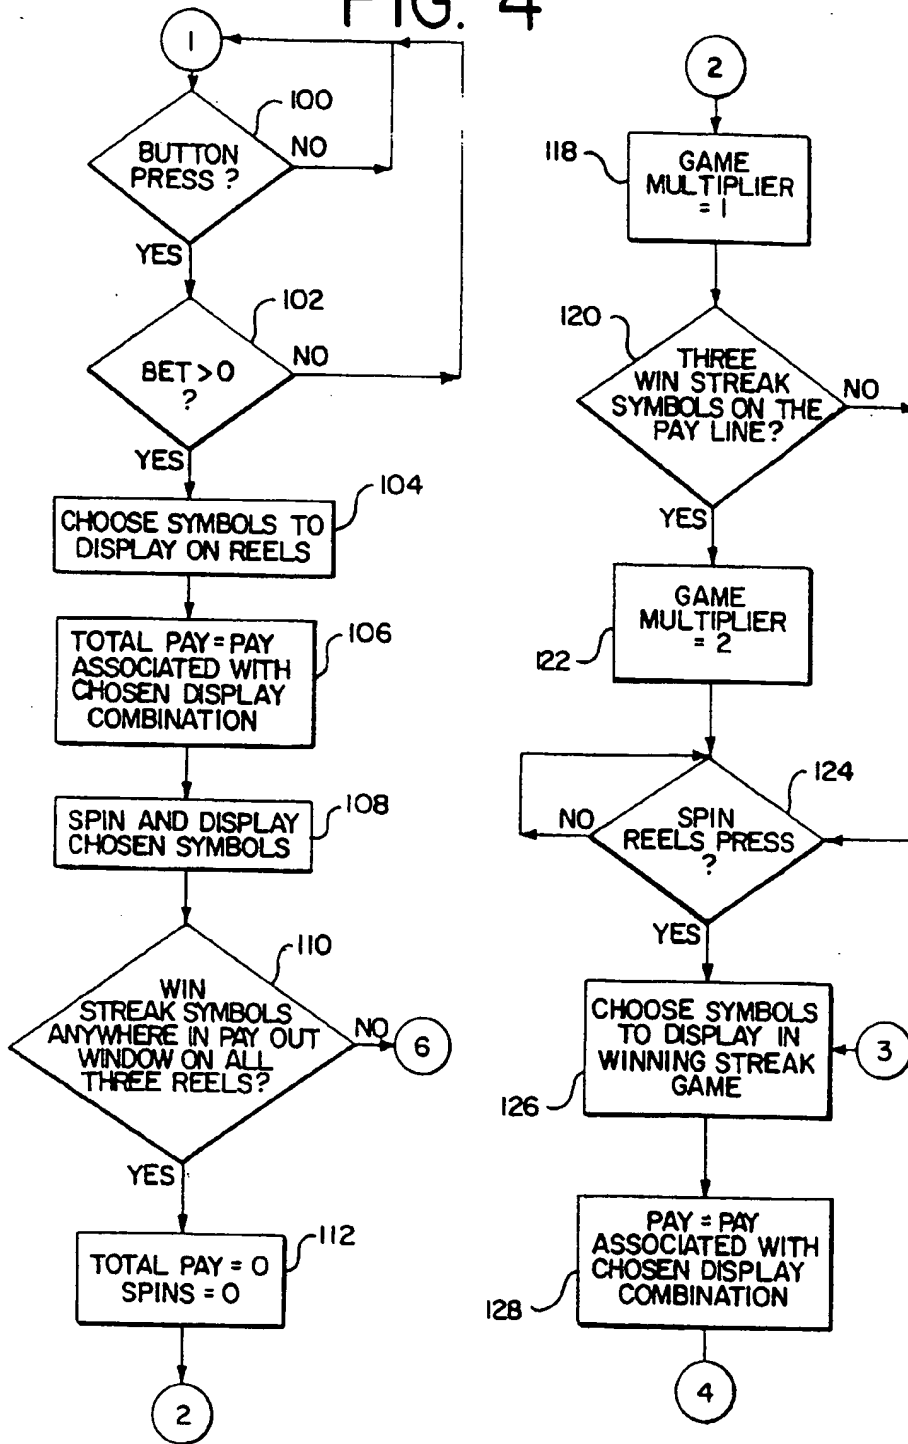 FIG. 4
1
100
BUTTON
PRESS ?
NO
YES
102
BET > 0
?
NO
YES
104
CHOOSE SYMBOLS TO
DISPLAY ON REELS
106
TOTAL PAY = PAY
ASSOCIATED WITH
CHOSEN DISPLAY
COMBINATION
108
SPIN AND DISPLAY
CHOSEN SYMBOLS
110
WIN
STREAK SYMBOLS
ANYWHERE IN PAY OUT
WINDOW ON ALL
THREE REELS?
NO
6
YES
112
TOTAL PAY = 0
SPINS = 0
2
2
118
GAME
MULTIPLIER
= 1
120
THREE
WIN STREAK
SYMBOLS ON THE
PAY LINE?
NO
YES
GAME
MULTIPLIER
= 2
122
124
SPIN
REELS PRESS
?
NO
YES
CHOOSE SYMBOLS
TO DISPLAY IN
WINNING STREAK
GAME
3
126
PAY = PAY
ASSOCIATED WITH
CHOSEN DISPLAY
COMBINATION
128
4